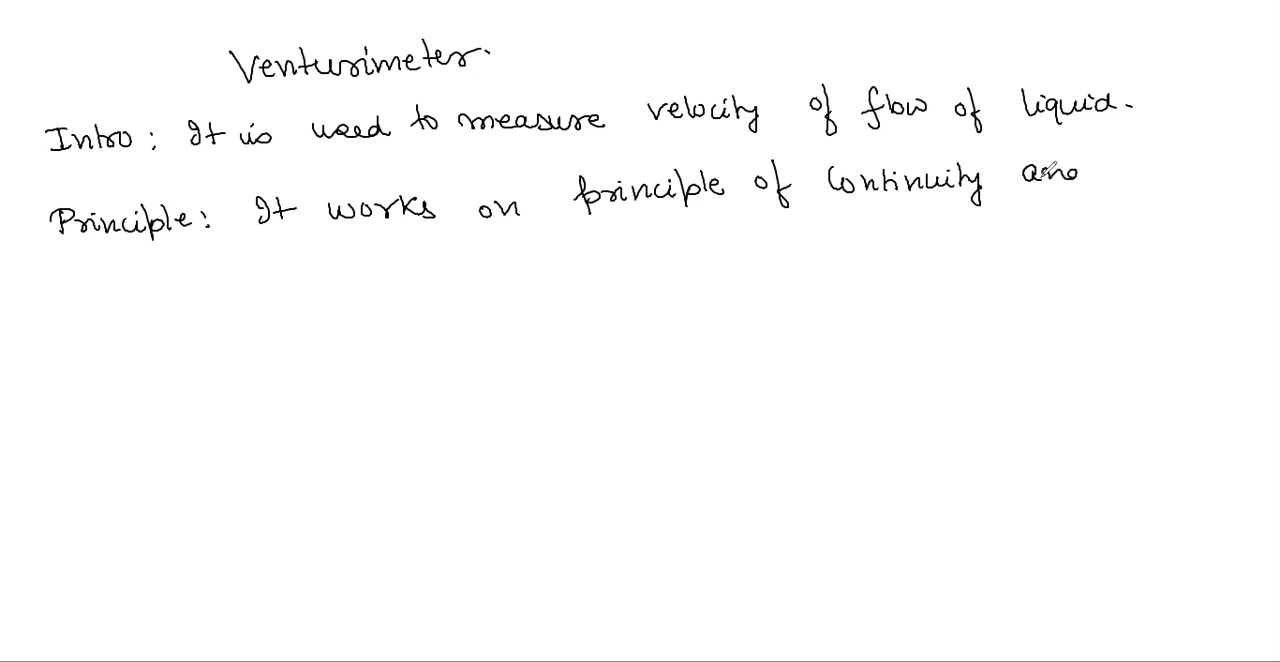 Venturimeter.
Intro: It is used to measure velocity of flow of liquid.
Principle: It works on principle of Continuity